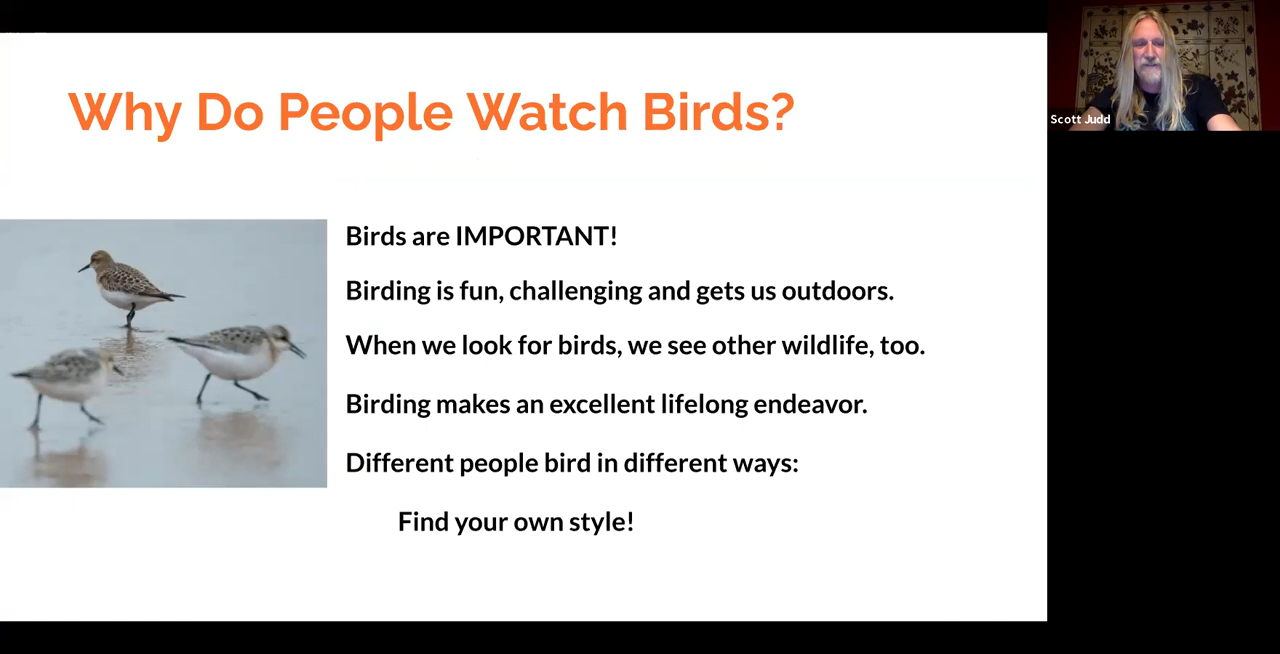 Why Do People Watch Birds?
Scott Judd
Birds are IMPORTANT!
Birding is fun, challenging and gets us outdoors.
When we look for birds, we see other wildlife, too.
Birding makes an excellent lifelong endeavor.
Different people bird in different ways:
Find your own style!